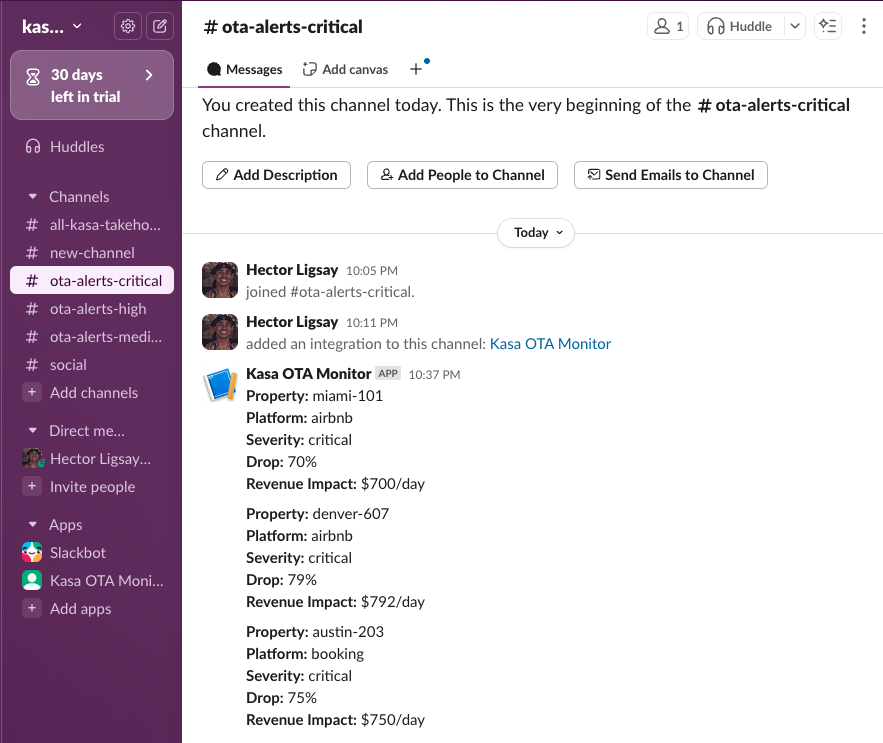 kas...
30 days
left in trial
Huddles
Channels
# all-kasa-takeho...
# new-channel
# ota-alerts-critical
# ota-alerts-high
# ota-alerts-medi...
# social
+ Add channels
Direct me...
Hector Ligsay...
+ Invite people
Apps
Slackbot
Kasa OTA Moni...
+ Add apps
# ota-alerts-critical
1
Huddle
Messages
Add canvas
+
You created this channel today. This is the very beginning of the # ota-alerts-critical
channel.
Add Description
Add People to Channel
Send Emails to Channel
Today
Hector Ligsay 10:05 PM
joined #ota-alerts-critical.
Hector Ligsay 10:11 PM
added an integration to this channel: Kasa OTA Monitor
Kasa OTA Monitor APP 10:37 PM
Property: miami-101
Platform: airbnb
Severity: critical
Drop: 70%
Revenue Impact: $700/day
Property: denver-607
Platform: airbnb
Severity: critical
Drop: 79%
Revenue Impact: $792/day
Property: austin-203
Platform: booking
Severity: critical
Drop: 75%
Revenue Impact: $750/day